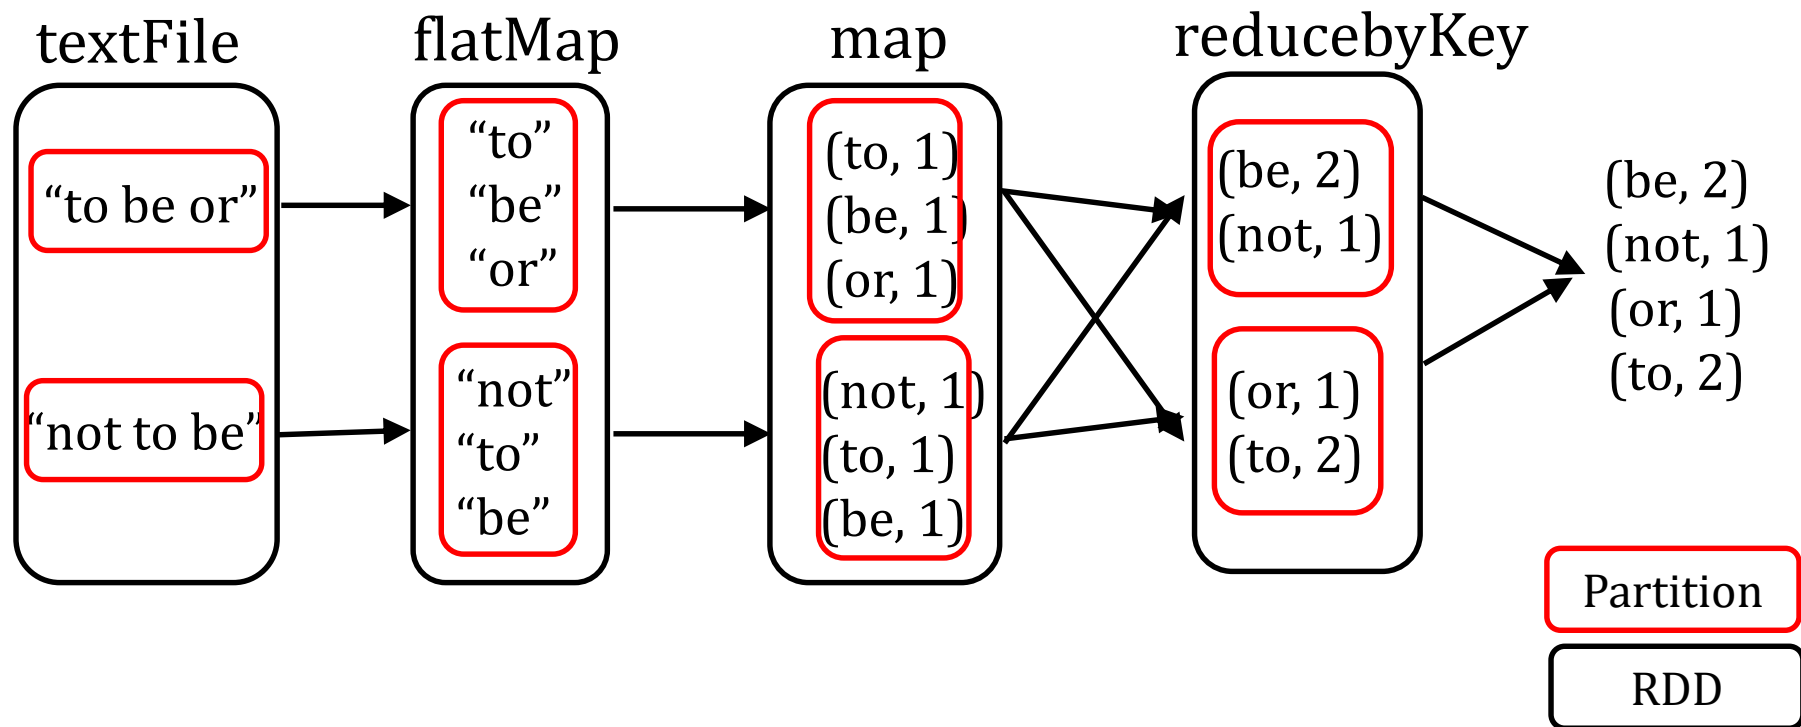 textFile
flatMap
map
reducebyKey
“to be or”
“not to be”
“to”
“be”
“or”
“not”
“to”
“be”
(to, 1)
(be, 1)
(or, 1)
(not, 1)
(to, 1)
(be, 1)
(be, 2)
(not, 1)
(or, 1)
(to, 2)
(be, 2)
(not, 1)
(or, 1)
(to, 2)
Partition
RDD